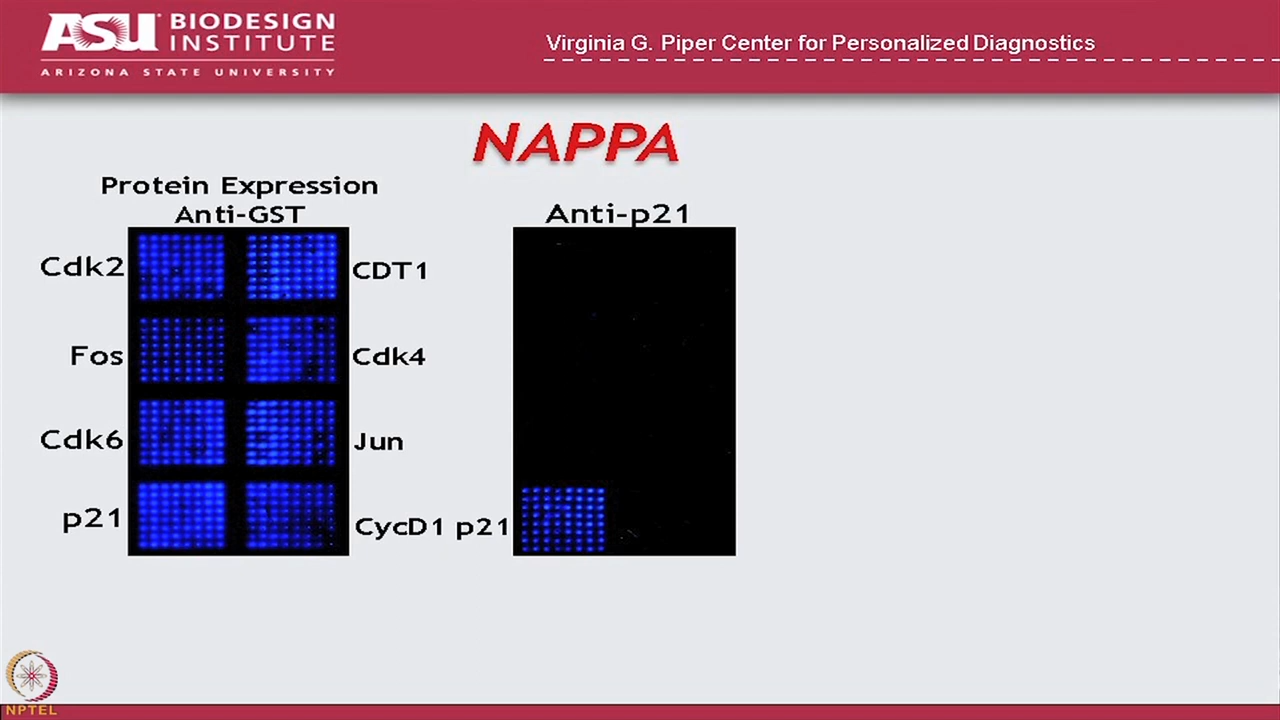 ASU BIODESIGN
INSTITUTE
ARIZONA STATE UNIVERSITY
Virginia G. Piper Center for Personalized Diagnostics
NAPPA
Protein Expression
Anti-GST
Anti-p21
Cdk2
CDT1
Fos
Cdk4
Cdk6
Jun
p21
CycD1
p21
NPTEL